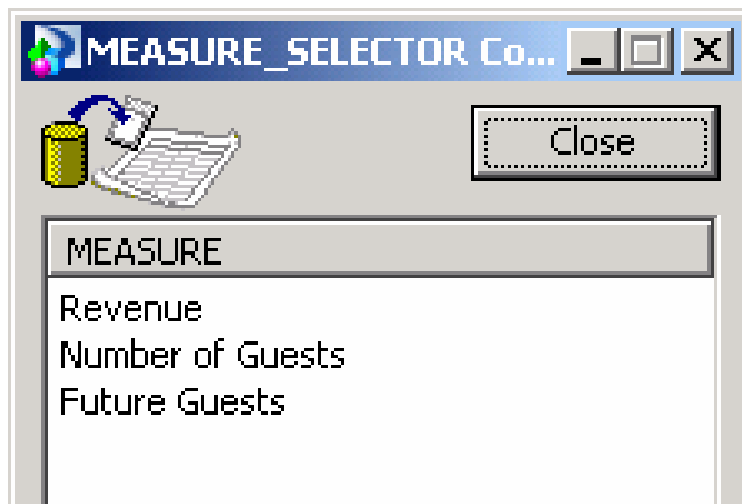 MEASURE_SELECTOR Co...
Close
MEASURE
Revenue
Number of Guests
Future Guests